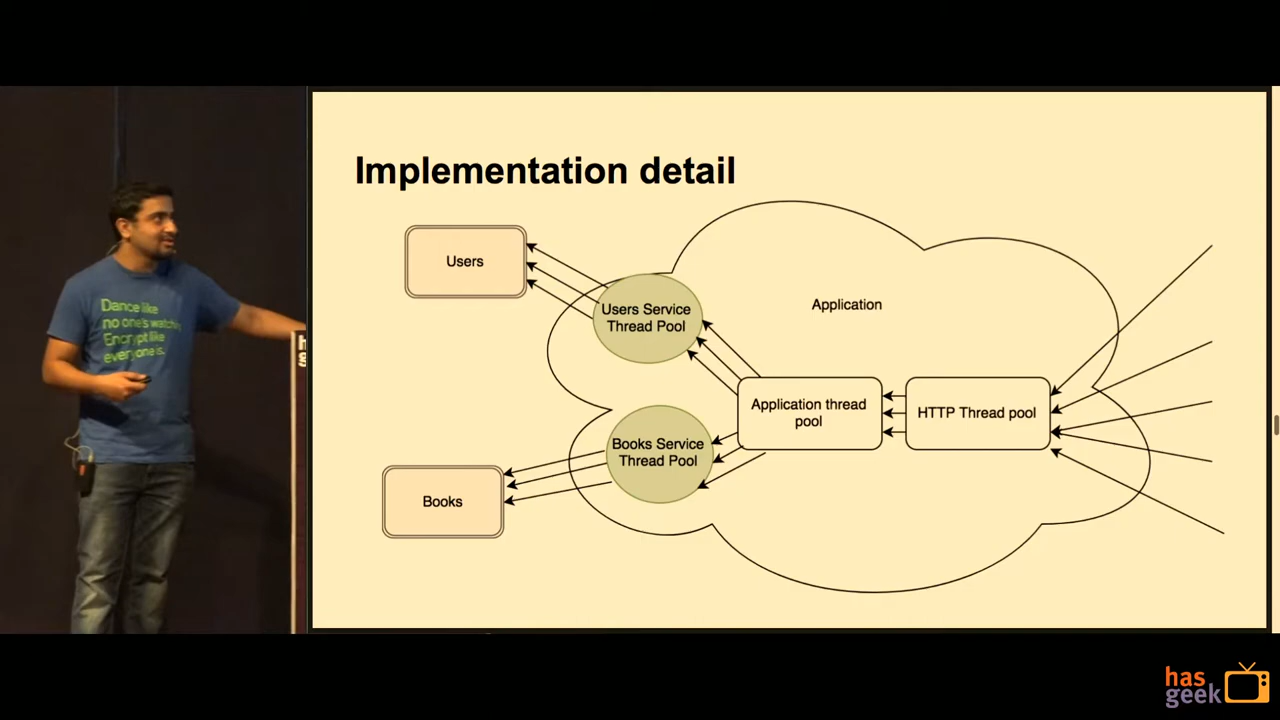 Implementation detail
Users
Users Service
Thread Pool
Application
Application thread
pool
HTTP Thread pool
Books Service
Thread Pool
Books
Dance like
no one's watching
Encrypt like
everyone is.
h
g
has
geek